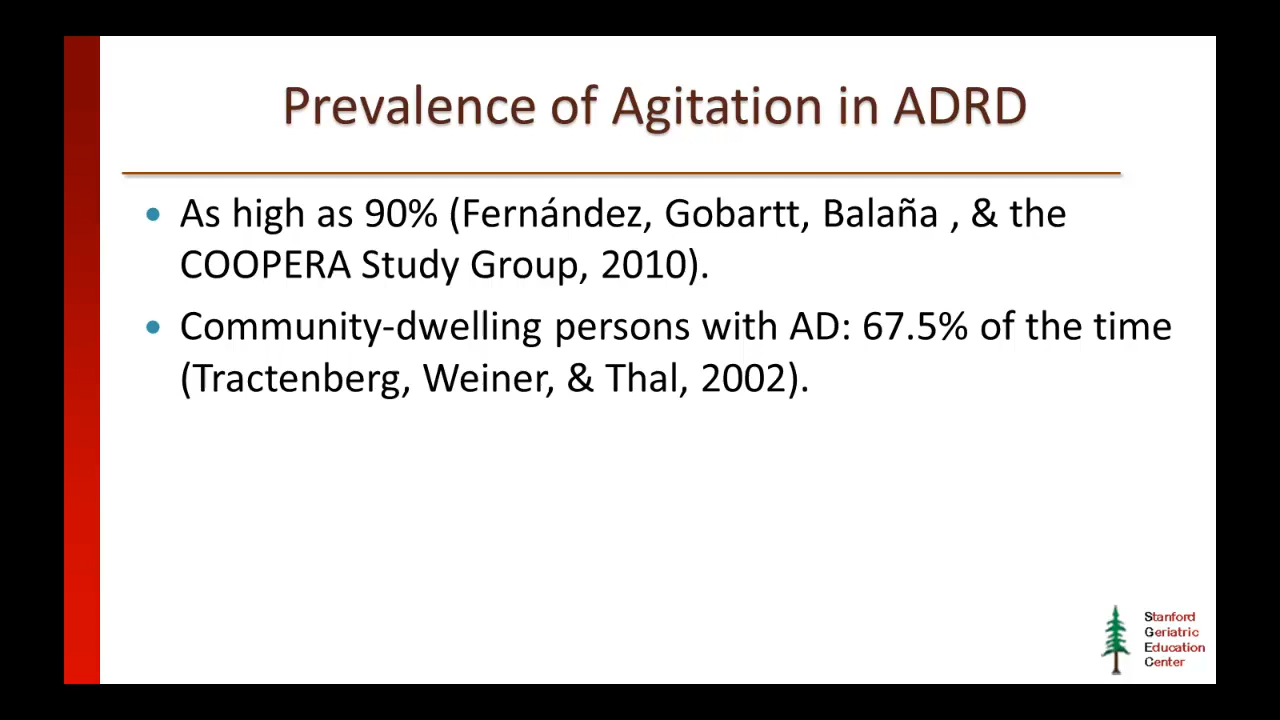 Prevalence of Agitation in ADRD
• As high as 90% (Fernández, Gobartt, Balaña , & the
COOPERA Study Group, 2010).
• Community-dwelling persons with AD: 67.5% of the time
(Tractenberg, Weiner, & Thal, 2002).
Stanford
Geriatric
Education
Center